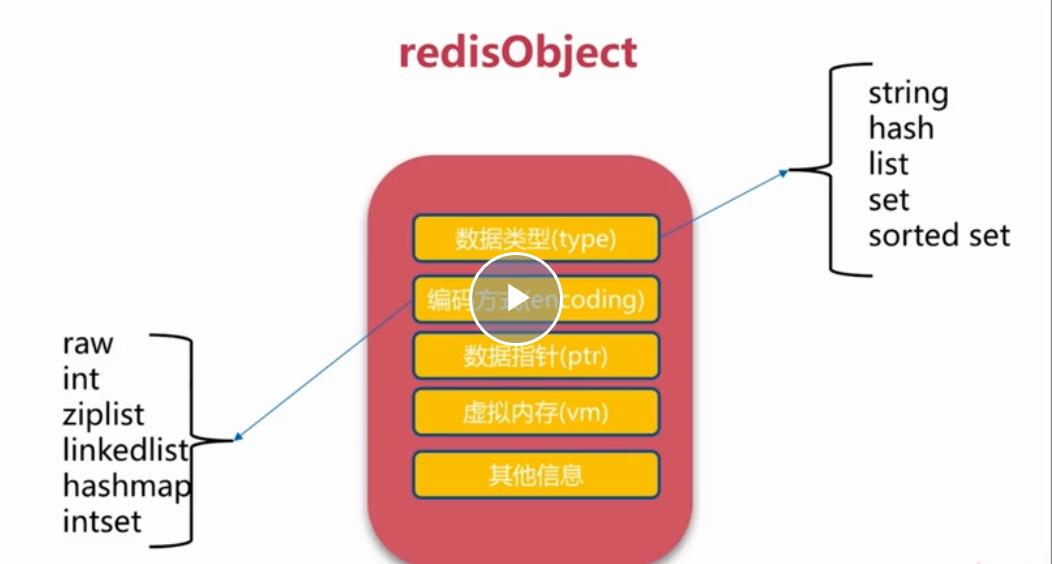 redisObject
string
hash
list
set
sorted set
数据类型(type)
编码方式(encoding)
数据指针(ptr)
虚拟内存(vm)
其他信息
raw
int
ziplist
linkedlist
hashmap
intset